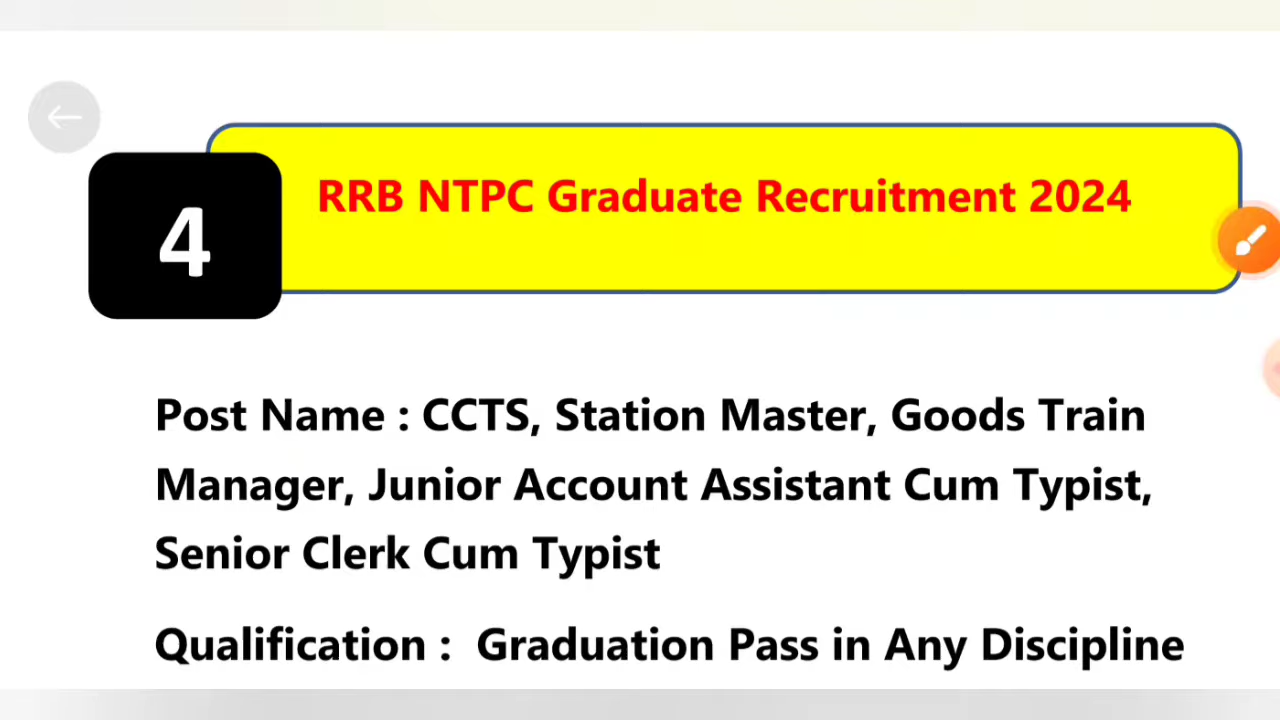 RRB NTPC Graduate Recruitment 2024
4
Post Name : CCTS, Station Master, Goods Train
Manager, Junior Account Assistant Cum Typist,
Senior Clerk Cum Typist
Qualification :  Graduation Pass in Any Discipline